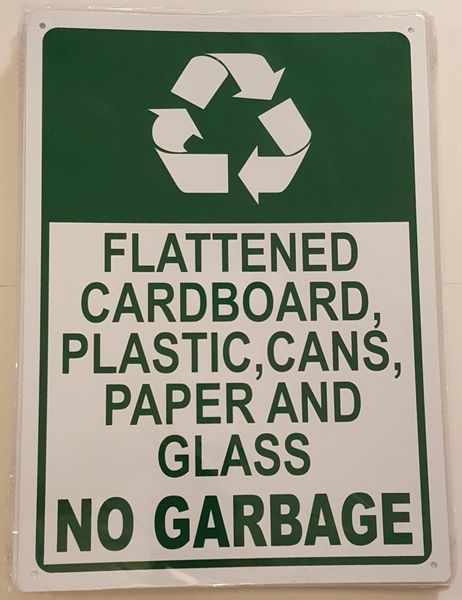 FLATTENED
CARDBOARD,
PLASTIC,CANS,
PAPER AND
GLASS
NO GARBAGE